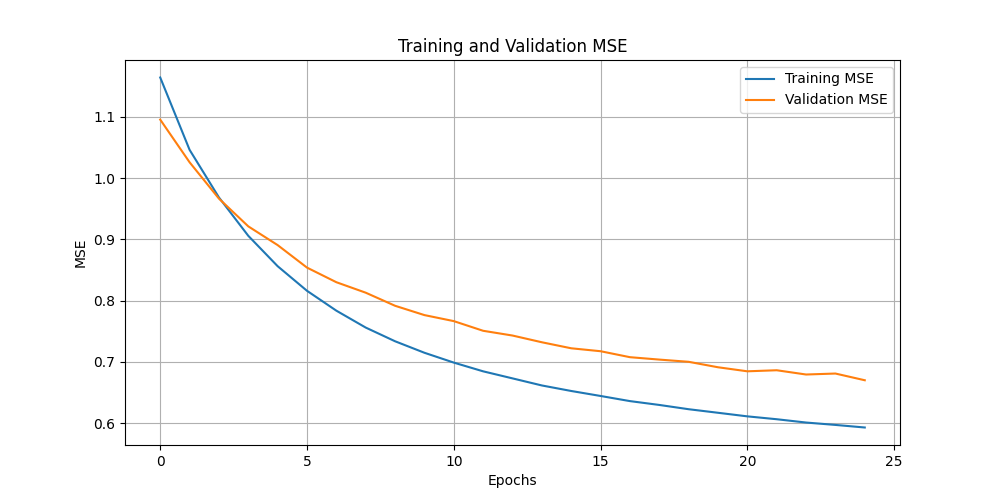 Training and Validation MSE
Training MSE
Validation MSE
1.1
1.0
0.9
0.8
0.7
0.6
MSE
0 5 10 15 20 25
Epochs